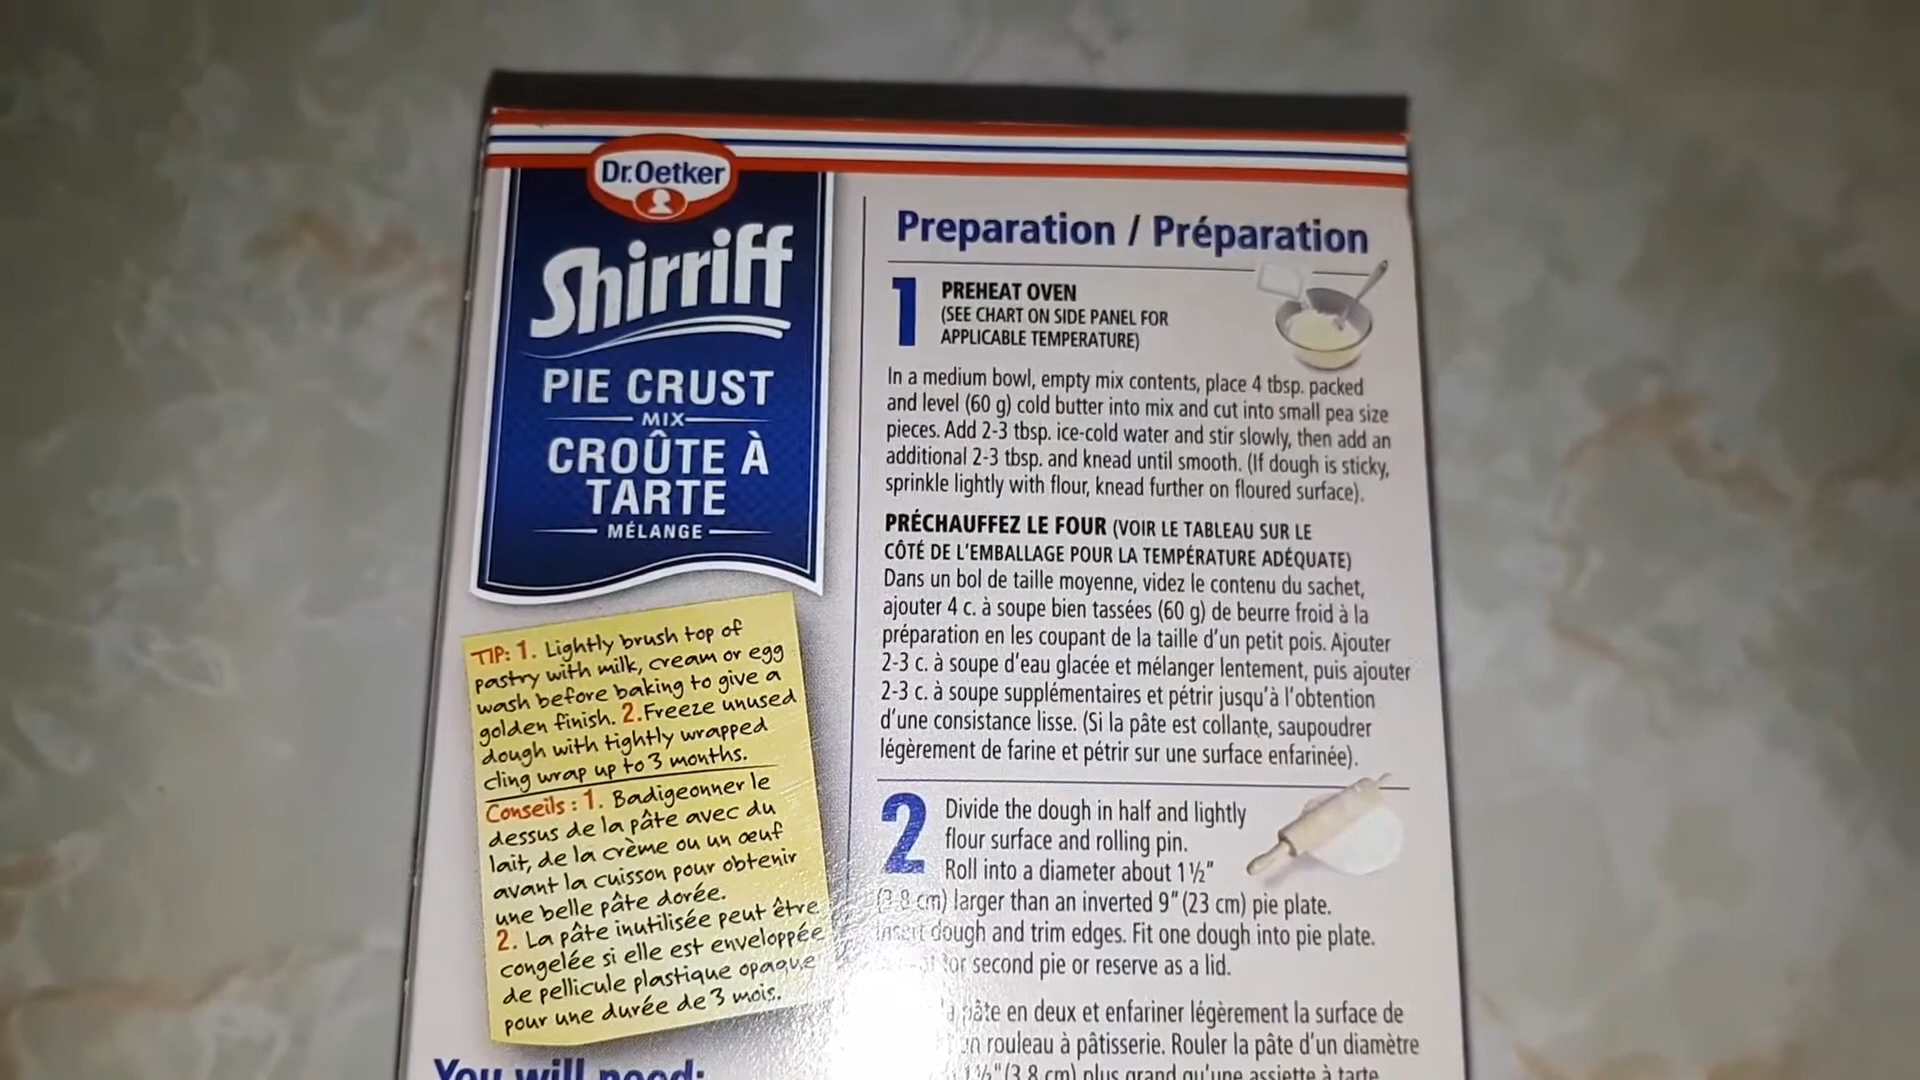 Dr.Oetker
Shirriff
PIE CRUST
MIX
CROÛTE À
TARTE
MÉLANGE
TIP: 1. Lightly brush top of
pastry with milk, cream or egg
wash before baking to give a
golden finish. 2. Freeze unused
dough with tightly wrapped
cling wrap up to 3 months.
Conseils : 1. Badigeonner le
dessus de la pâte avec du
lait, de la crème ou un œuf
avant la cuisson pour obtenir
une belle pâte dorée.
2. La pâte inutilisée peut être
congelée si elle est enveloppée
de pellicule plastique opaque
pour une durée de 3 mois.
You will need:
Preparation / Préparation
1 PREHEAT OVEN
(SEE CHART ON SIDE PANEL FOR
APPLICABLE TEMPERATURE)
In a medium bowl, empty mix contents, place 4 tbsp. packed
and level (60 g) cold butter into mix and cut into small pea size
pieces. Add 2-3 tbsp. ice-cold water and stir slowly, then add an
additional 2-3 tbsp. and knead until smooth. (If dough is sticky,
sprinkle lightly with flour, knead further on floured surface).
PRÉCHAUFFEZ LE FOUR (VOIR LE TABLEAU SUR LE
CÔTÉ DE L'EMBALLAGE POUR LA TEMPÉRATURE ADÉQUATE)
Dans un bol de taille moyenne, videz le contenu du sachet,
ajouter 4 c. à soupe bien tassées (60 g) de beurre froid à la
préparation en les coupant de la taille d'un petit pois. Ajouter
2-3 c. à soupe d'eau glacée et mélanger lentement, puis ajouter
2-3 c. à soupe supplémentaires et pétrir jusqu'à l'obtention
d'une consistance lisse. (Si la pâte est collante, saupoudrer
légèrement de farine et pétrir sur une surface enfarinée).
2 Divide the dough in half and lightly
flour surface and rolling pin.
Roll into a diameter about 1½"
(3.8 cm) larger than an inverted 9" (23 cm) pie plate.
Insert dough and trim edges. Fit one dough into pie plate.
for second pie or reserve as a lid.
pâte en deux et enfariner légèrement la surface de
rouleau à pâtisserie. Rouler la pâte d'un diamètre
1½" (3.8 cm) plus grand qu'une assiette à tarte